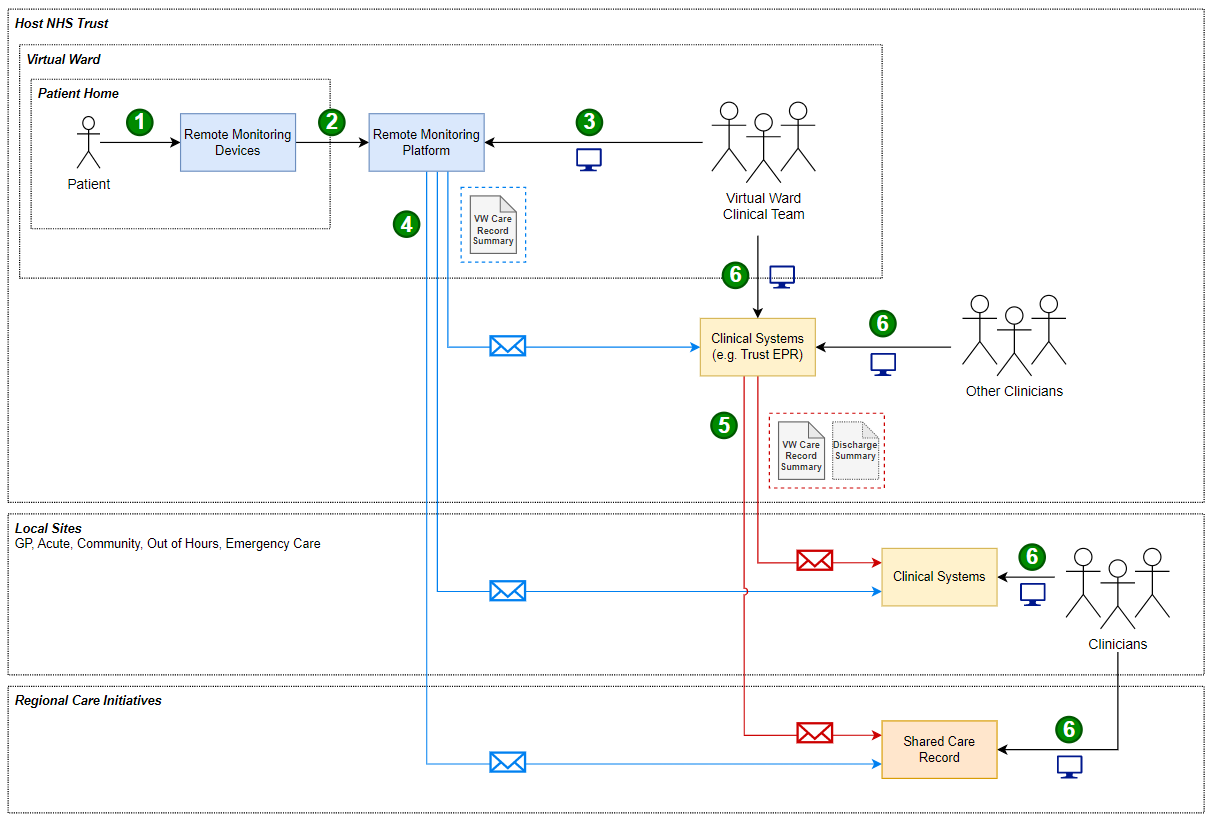 Host NHS Trust
Virtual Ward
Patient Home
1
2
3
Remote Monitoring
Devices
Remote Monitoring
Platform
Patient
Virtual Ward
Clinical Team
4
VW Care
Record
Summary
6
Clinical Systems
(e.g. Trust EPR)
6
Other Clinicians
5
VW Care
Record
Summary
Discharge
Summary
Local Sites
GP, Acute, Community, Out of Hours, Emergency Care
Clinical Systems
6
Clinicians
Regional Care Initiatives
Shared Care
Record
6